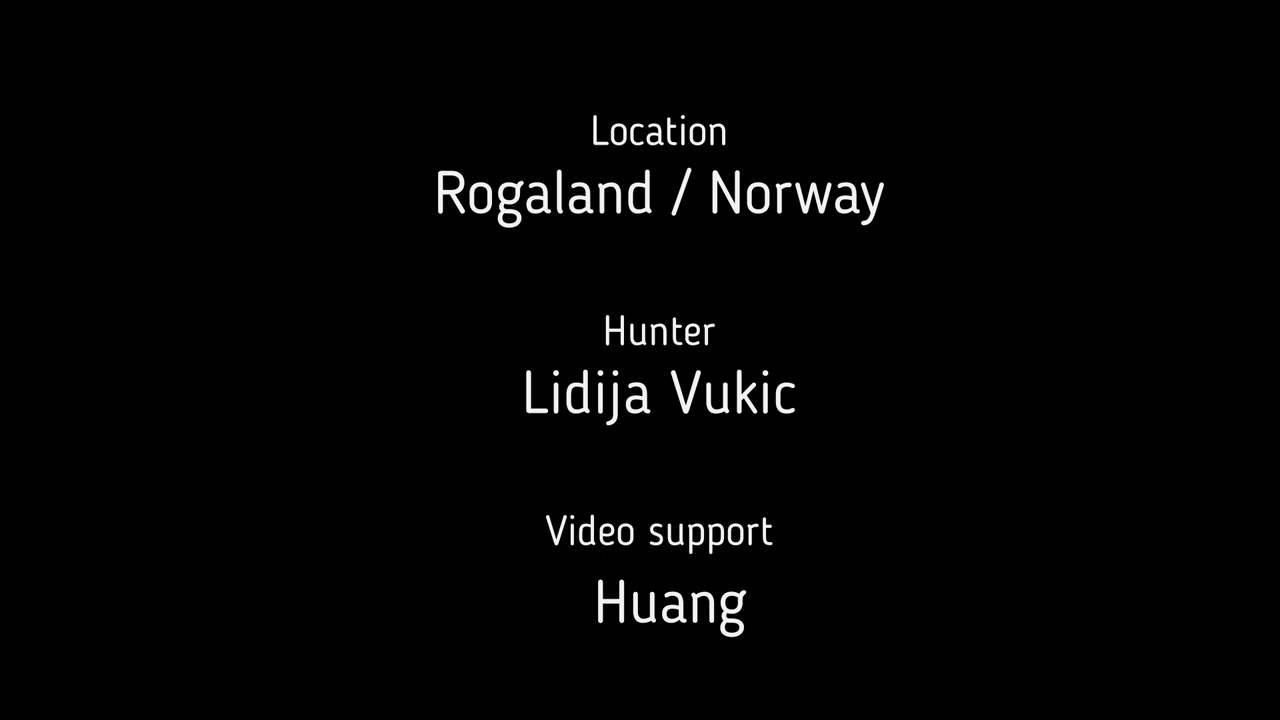 Location
Rogaland / Norway
Hunter
Lidija Vukic
Video support
Huang